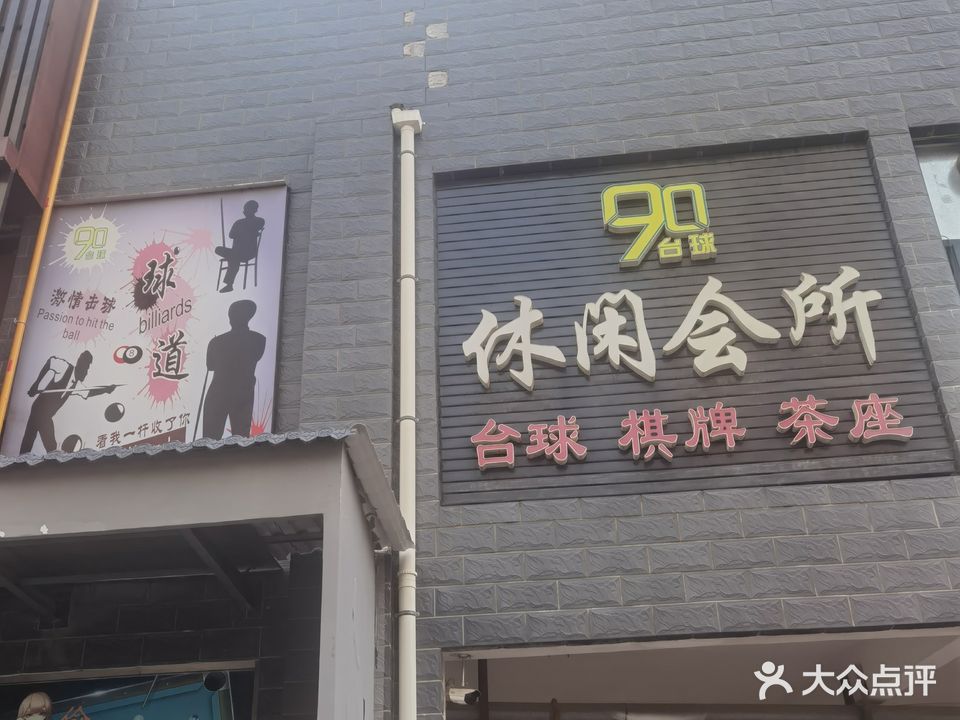 90
台球
激情击球
Passion to hit the
ball
球
billiards
道
8
看我一杆收了你
90
台球
休闲会所
台球 棋牌 茶座
大众点评